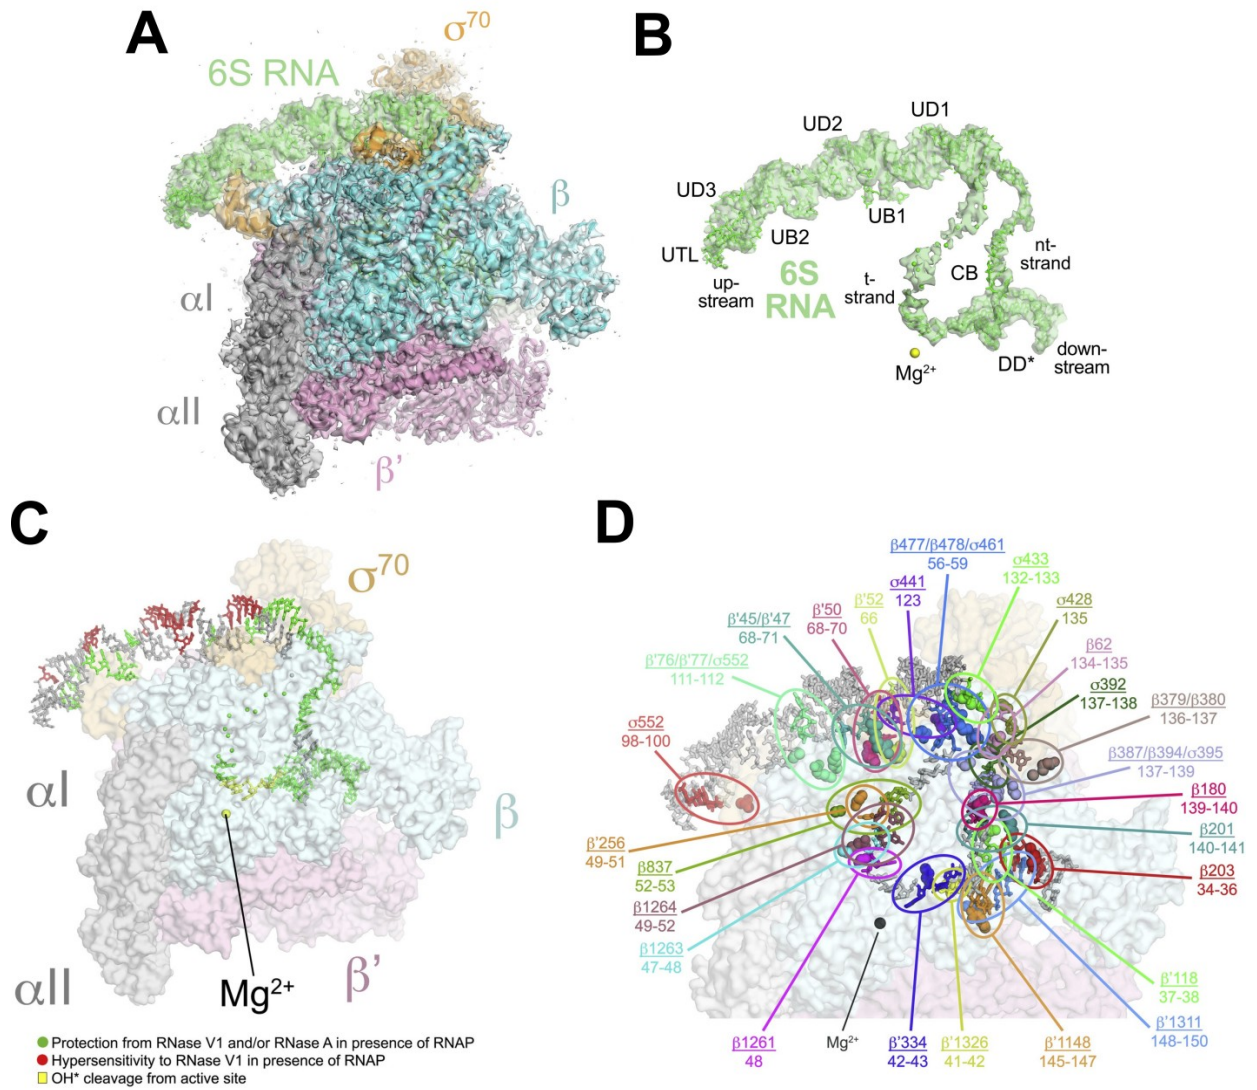 A
σ70
6S RNA
β
αI
αII
β'
B
UD1
UD2
UD3
UB1
UB2
UTL
up-
stream
6S
RNA
t-
strand
CB
nt-
strand
Mg2+
DD*
down-
stream
C
σ70
αI
β
αII
Mg2+
β'
Protection from RNase V1 and/or RNase A in presence of RNAP
Hypersensitivity to RNase V1 in presence of RNAP
OH* cleavage from active site
D
β477/β478/σ461
56-59
σ433
132-133
σ441
123
β'52
66
σ428
135
β'50
68-70
β'45/β'47
68-71
β62
134-135
β'76/β'77/σ552
111-112
σ392
137-138
β379/β380
136-137
σ552
98-100
β387/β394/σ395
137-139
β180
139-140
β'256
49-51
β201
140-141
β837
52-53
β203
34-36
β1264
49-52
β1263
47-48
β'118
37-38
β'1311
148-150
β1261
48
Mg2+
β'334
42-43
β'1326
41-42
β'1148
145-147